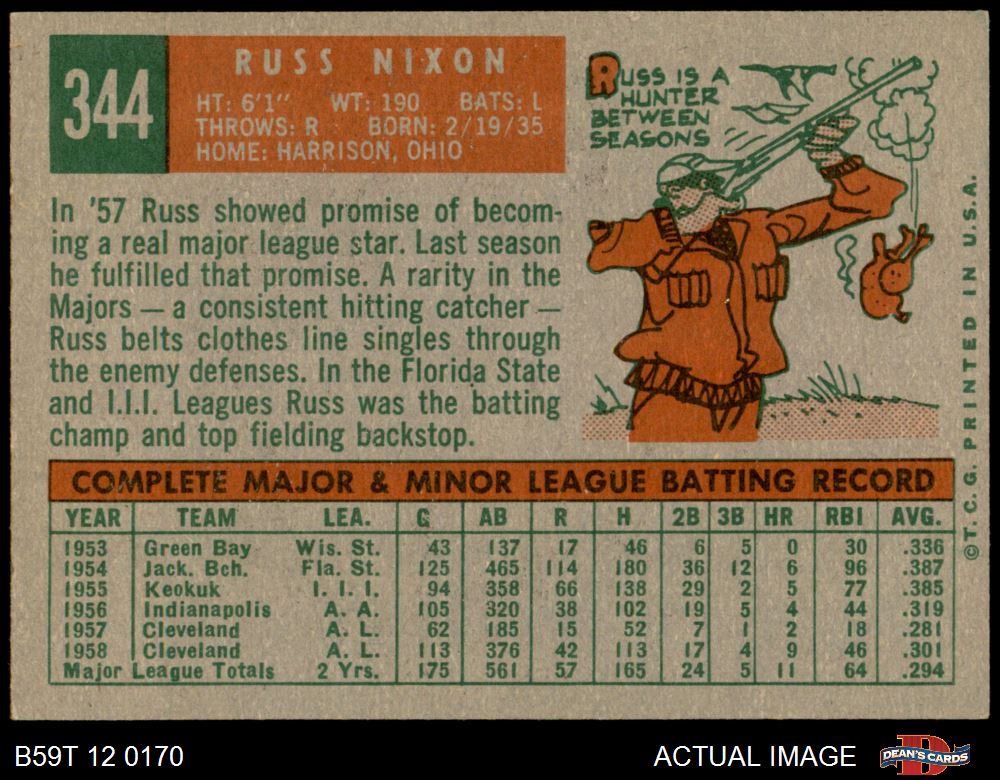 344
RUSS NIXON
HT: 6'1" WT: 190 BATS: L
THROWS: R BORN: 2/19/35
HOME: HARRISON, OHIO
RUSS IS A
HUNTER
BETWEEN
SEASONS
In '57 Russ showed promise of becom-
ing a real major league star. Last season
he fulfilled that promise. A rarity in the
Majors — a consistent hitting catcher —
Russ belts clothes line singles through
the enemy defenses. In the Florida State
and I.I.I. Leagues Russ was the batting
champ and top fielding backstop.
COMPLETE MAJOR & MINOR LEAGUE BATTING RECORD
YEAR TEAM LEA. G AB R H 2B 3B HR RBI AVG.
1953 Green Bay Wis. St. 43 137 17 46 6 5 0 30 .336
1954 Jack. Bch. Fla. St. 125 465 114 180 36 12 6 96 .387
1955 Keokuk I. I. I. 94 358 66 138 29 2 5 77 .385
1956 Indianapolis A. A. 105 320 38 102 19 5 4 44 .319
1957 Cleveland A. L. 62 185 15 52 7 1 2 18 .281
1958 Cleveland A. L. 113 376 42 113 17 4 9 46 .301
Major League Totals 2 Yrs. 175 561 57 165 24 5 11 64 .294
© T. C. G. PRINTED IN U.S.A.
B59T 12 0170
ACTUAL IMAGE
D
DEAN'S CARDS